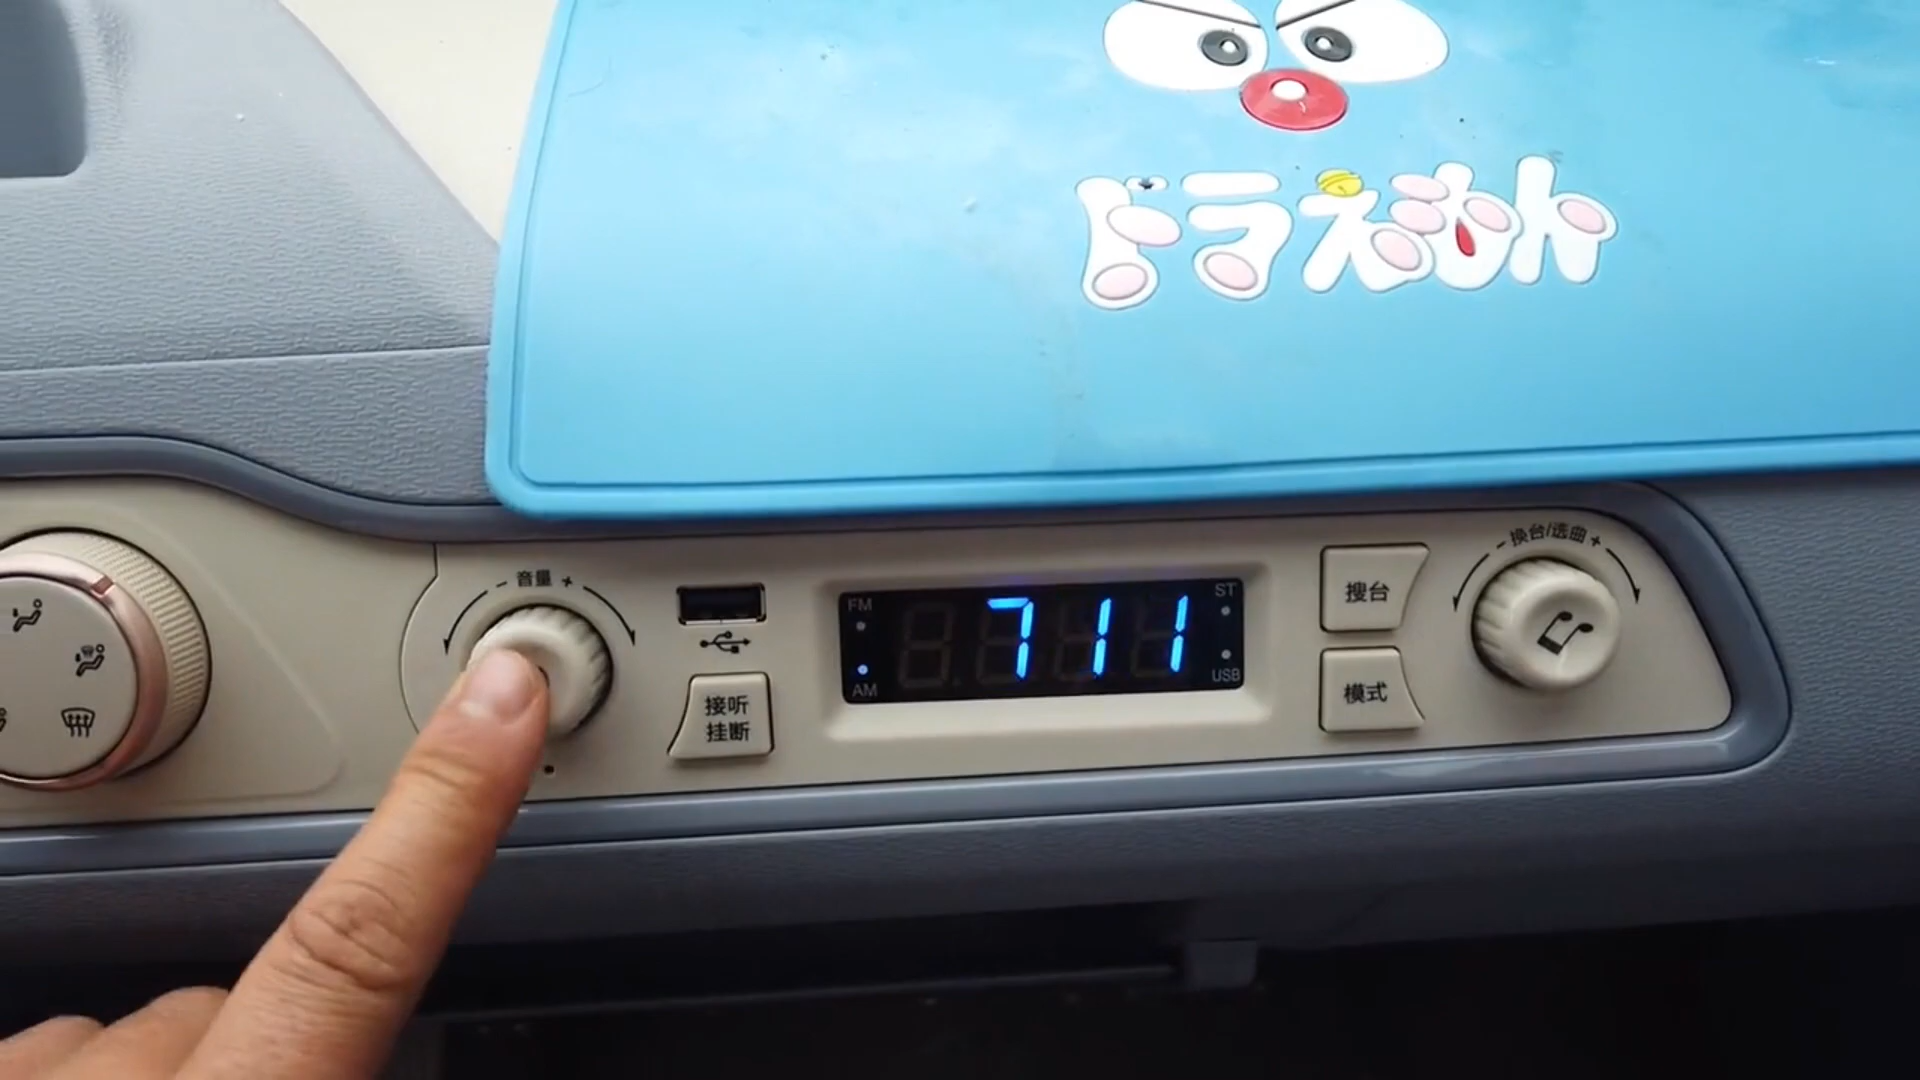 ドラえもん
- 音量 +
- 换台/选曲 +
FM
711
ST
AM
USB
接听
挂断
搜台
模式